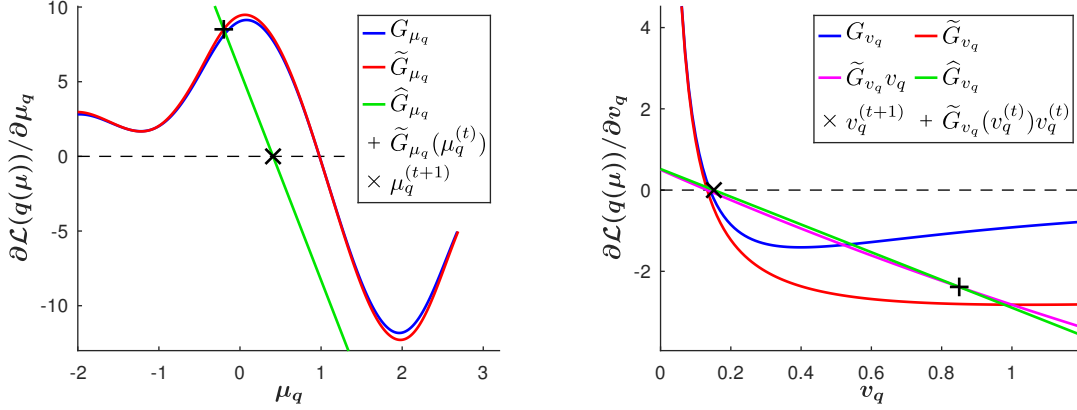 10
5
0
-5
-10
-2
-1
0
1
2
3
μ_q
∂𝓛(q(μ))/∂μ_q
G_{μ_q}
G̃_{μ_q}
Ĝ_{μ_q}
+ G̃_{μ_q}(μ_q^{(t)})
× μ_q^{(t+1)}
4
2
0
-2
0
0.2
0.4
0.6
0.8
1
v_q
∂𝓛(q(μ))/∂v_q
G_{v_q} G̃_{v_q}
G̃_{v_q}v_q Ĝ_{v_q}
× v_q^{(t+1)} + G̃_{v_q}(v_q^{(t)})v_q^{(t)}